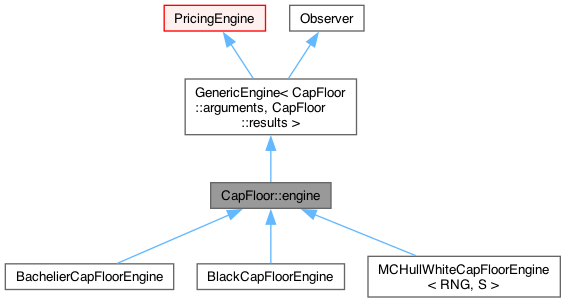 PricingEngine
Observer
GenericEngine< CapFloor
::arguments, CapFloor
::results >
CapFloor::engine
BachelierCapFloorEngine
BlackCapFloorEngine
MCHullWhiteCapFloorEngine
< RNG, S >